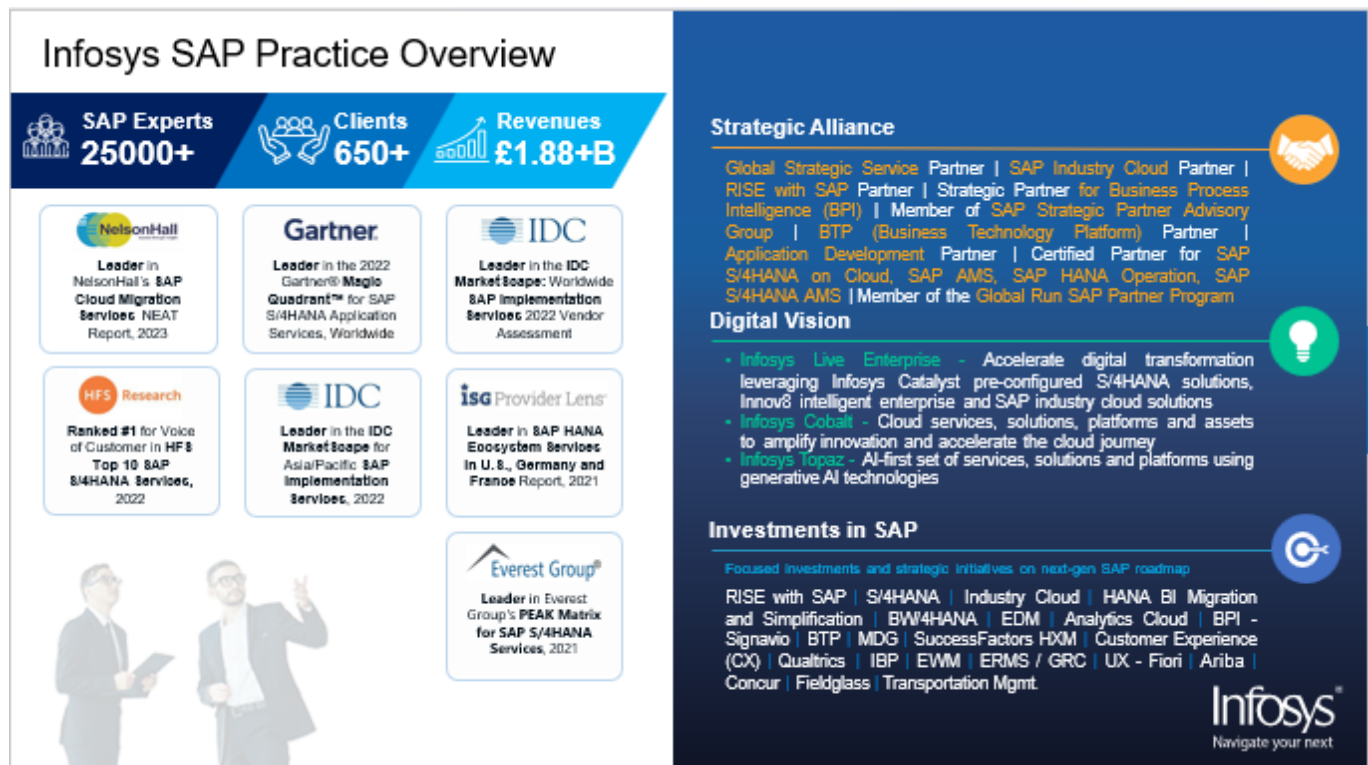 Infosys SAP Practice Overview
SAP Experts
25000+
Clients
650+
Revenues
£1.88+B
NelsonHall
Leader in
NelsonHall's SAP
Cloud Migration
Services NEAT
Report, 2023
Gartner
Leader in the 2022
Gartner® Magic
Quadrant™ for SAP
S/4HANA Application
Services, Worldwide
IDC
Leader in the IDC
MarketScape: Worldwide
SAP Implementation
Services 2022 Vendor
Assessment
HFS Research
Ranked #1 for Voice
of Customer in HFS
Top 10 SAP
S/4HANA Services,
2022
IDC
Leader in the IDC
MarketScape for
Asia/Pacific SAP
Implementation
Services, 2022
ISG Provider Lens
Leader in SAP HANA
Ecosystem Services
in U.S., Germany and
France Report, 2021
Everest Group®
Leader in Everest
Group's PEAK Matrix
for SAP S/4HANA
Services, 2021
Strategic Alliance
Global Strategic Service Partner | SAP Industry Cloud Partner |
RISE with SAP Partner | Strategic Partner for Business Process
Intelligence (BPI) | Member of SAP Strategic Partner Advisory
Group | BTP (Business Technology Platform) Partner |
Application Development Partner | Certified Partner for SAP
S/4HANA on Cloud, SAP AMS, SAP HANA Operation, SAP
S/4HANA AMS | Member of the Global Run SAP Partner Program
Digital Vision
• Infosys Live Enterprise - Accelerate digital transformation
leveraging Infosys Catalyst pre-configured S/4HANA solutions,
Innov8 intelligent enterprise and SAP industry cloud solutions
• Infosys Cobalt - Cloud services, solutions, platforms and assets
to amplify innovation and accelerate the cloud journey
• Infosys Topaz - AI-first set of services, solutions and platforms using
generative AI technologies
Investments in SAP
Focused investments and strategic initiatives on next-gen SAP roadmap
RISE with SAP | S/4HANA | Industry Cloud | HANA BI Migration
and Simplification | BW/4HANA | EDM | Analytics Cloud | BPI -
Signavio | BTP | MDG | SuccessFactors HXM | Customer Experience
(CX) | Qualtrics | IBP | EWM | ERMS / GRC | UX - Fiori | Ariba |
Concur | Fieldglass | Transportation Mgmt.
Infosys®
Navigate your next